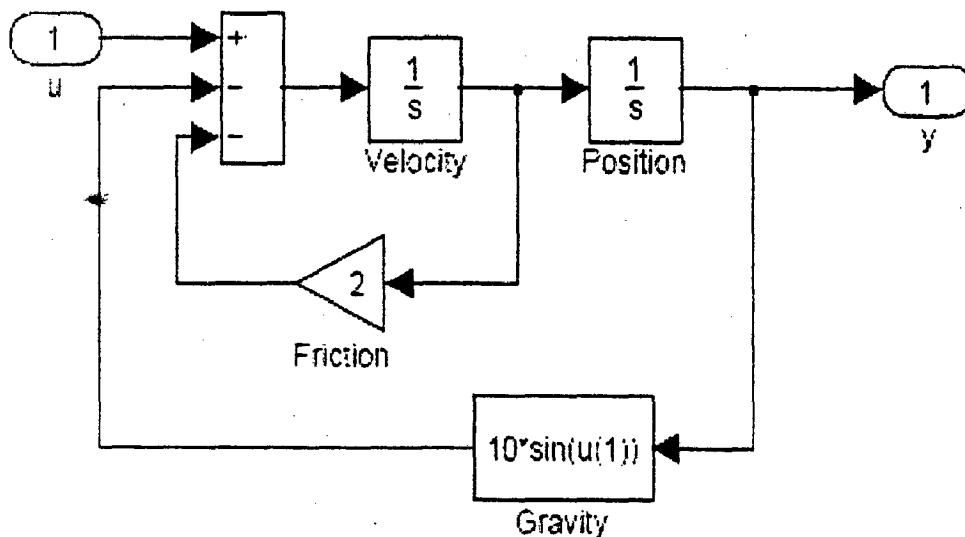 1
u
+
-
-
1
s
Velocity
1
s
Position
1
y
2
Friction
10*sin(u(1))
Gravity